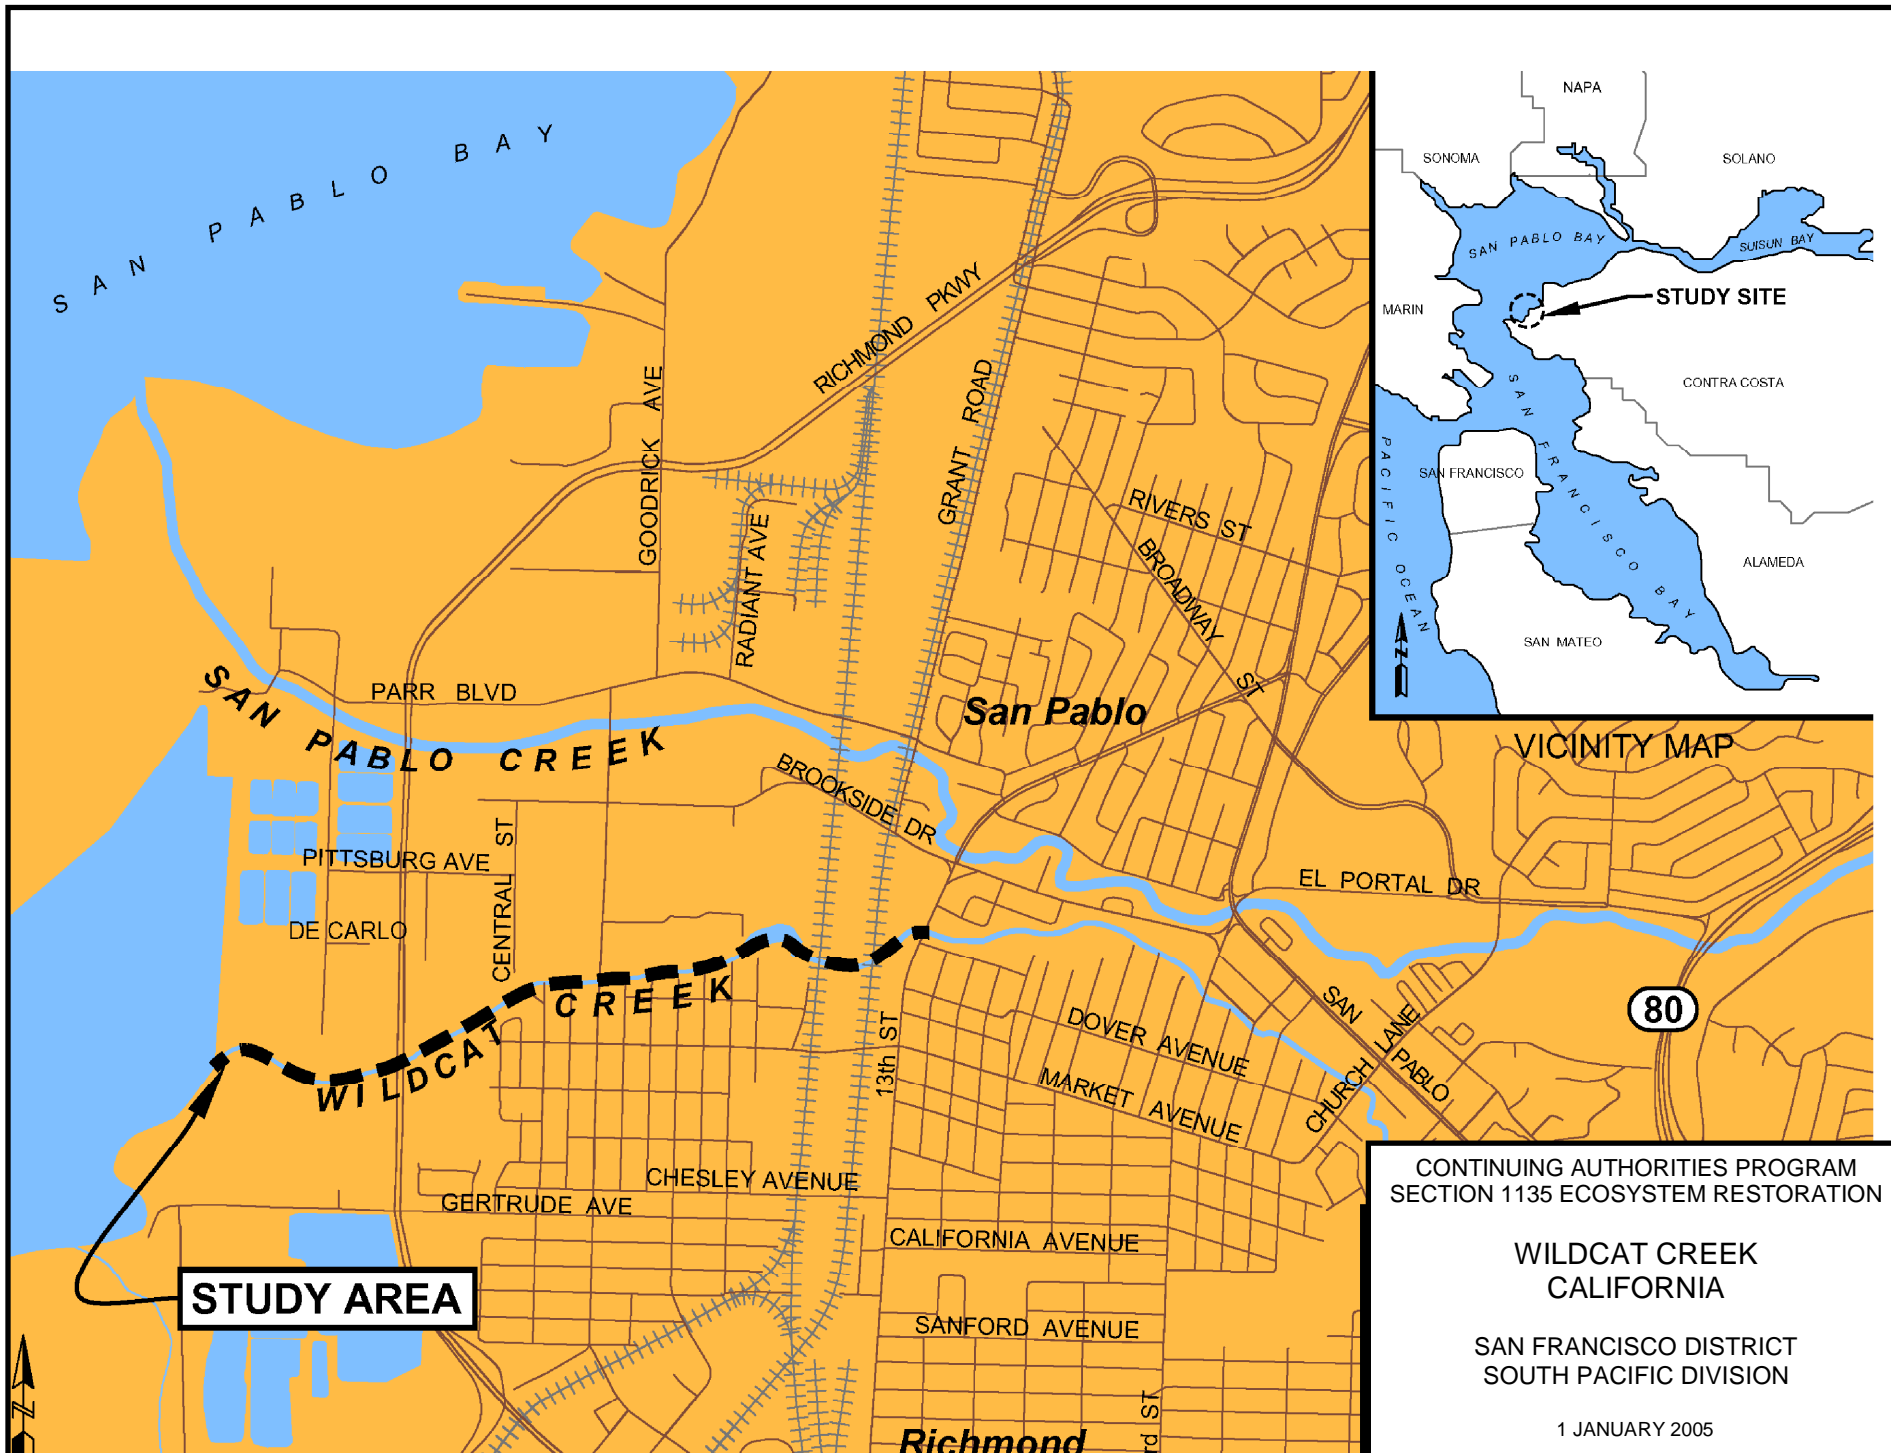 SAN PABLO BAY
RICHMOND PKWY
GOODRICK AVE
GRANT ROAD
RADIANT AVE
RIVERS ST
BROADWAY ST
SAN PABLO CREEK
PARR BLVD
San Pablo
BROOKSIDE DR
PITTSBURG AVE
CENTRAL ST
DE CARLO
EL PORTAL DR
WILDCAT CREEK
13th ST
DOVER AVENUE
MARKET AVENUE
SAN PABLO
CHURCH LANE
80
CHESLEY AVENUE
GERTRUDE AVE
CALIFORNIA AVENUE
SANFORD AVENUE
STUDY AREA
Richmond
rd ST
N
NAPA
SONOMA
SOLANO
SAN PABLO BAY
SUISUN BAY
MARIN
STUDY SITE
CONTRA COSTA
SAN FRANCISCO
SAN FRANCISCO BAY
PACIFIC OCEAN
ALAMEDA
SAN MATEO
N
VICINITY MAP
CONTINUING AUTHORITIES PROGRAM
SECTION 1135 ECOSYSTEM RESTORATION
WILDCAT CREEK
CALIFORNIA
SAN FRANCISCO DISTRICT
SOUTH PACIFIC DIVISION
1 JANUARY 2005